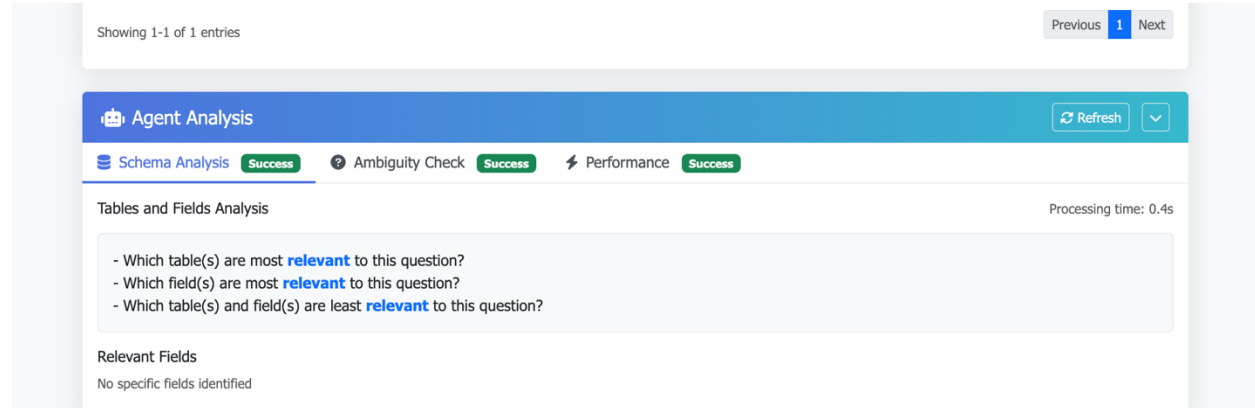 Showing 1-1 of 1 entries
Previous 1 Next
Agent Analysis
Refresh
Schema Analysis Success Ambiguity Check Success Performance Success
Tables and Fields Analysis
Processing time: 0.4s
- Which table(s) are most relevant to this question?
- Which field(s) are most relevant to this question?
- Which table(s) and field(s) are least relevant to this question?
Relevant Fields
No specific fields identified